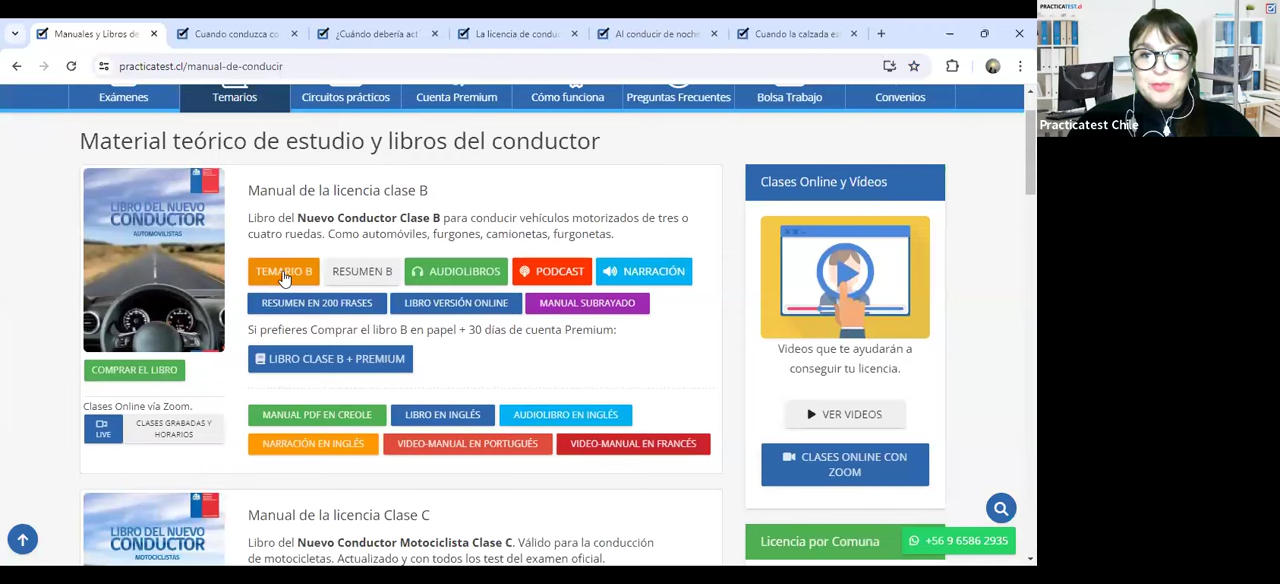 Manuales y Libros de
Cuando conduzca co
¿Cuándo debería act
La licencia de condu
Al conducir de noche
Cuando la calzada es
practicatest.cl/manual-de-conducir
Exámenes
Temarios
Circuitos prácticos
Cuenta Premium
Cómo funciona
Preguntas Frecuentes
Bolsa Trabajo
Convenios
PRACTICATEST.cl
Practicatest Chile
Material teórico de estudio y libros del conductor
LIBRO DEL NUEVO
CONDUCTOR
AUTOMOVILISTAS
COMPRAR EL LIBRO
Clases Online vía Zoom.
LIVE
CLASES GRABADAS Y
HORARIOS
Manual de la licencia clase B
Libro del Nuevo Conductor Clase B para conducir vehículos motorizados de tres o
cuatro ruedas. Como automóviles, furgones, camionetas, furgonetas.
TEMARIO B
RESUMEN B
AUDIOLIBROS
PODCAST
NARRACIÓN
RESUMEN EN 200 FRASES
LIBRO VERSIÓN ONLINE
MANUAL SUBRAYADO
Si prefieres Comprar el libro B en papel + 30 días de cuenta Premium:
LIBRO CLASE B + PREMIUM
MANUAL PDF EN CREOLE
LIBRO EN INGLÉS
AUDIOLIBRO EN INGLÉS
NARRACIÓN EN INGLÉS
VIDEO-MANUAL EN PORTUGUÉS
VIDEO-MANUAL EN FRANCÉS
LIBRO DEL NUEVO
CONDUCTOR
MOTOCICLISTAS
Manual de la licencia Clase C
Libro del Nuevo Conductor Motociclista Clase C. Válido para la conducción
de motocicletas. Actualizado y con todos los test del examen oficial.
Clases Online y Vídeos
Videos que te ayudarán a
conseguir tu licencia.
VER VIDEOS
CLASES ONLINE CON
ZOOM
Licencia por Comuna
+56 9 6586 2935